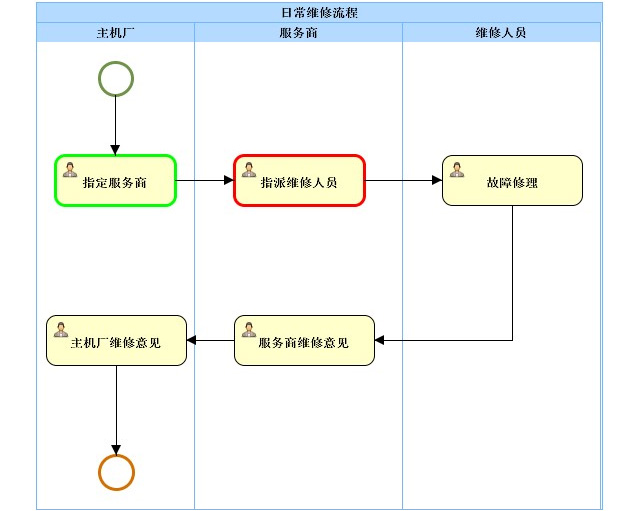 日常维修流程
主机厂
服务商
维修人员
指定服务商
指派维修人员
故障修理
主机厂维修意见
服务商维修意见